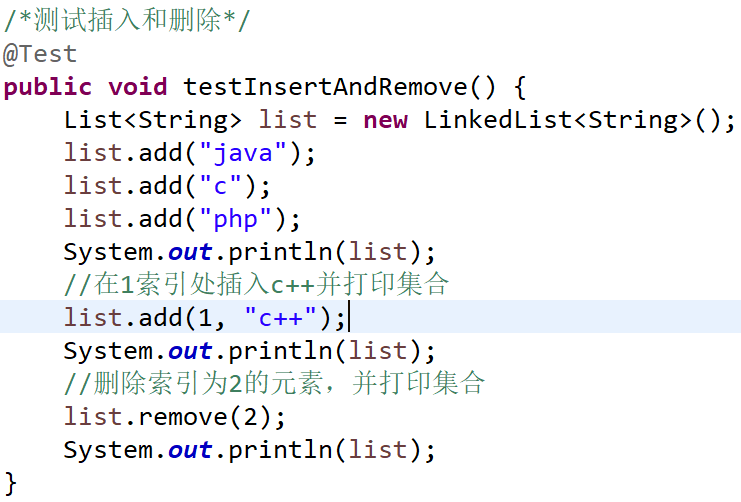 /*测试插入和删除*/
@Test
public void testInsertAndRemove() {
    List<String> list = new LinkedList<String>();
    list.add("java");
    list.add("c");
    list.add("php");
    System.out.println(list);
    //在1索引处插入c++并打印集合
    list.add(1, "c++");
    System.out.println(list);
    //删除索引为2的元素，并打印集合
    list.remove(2);
    System.out.println(list);
}